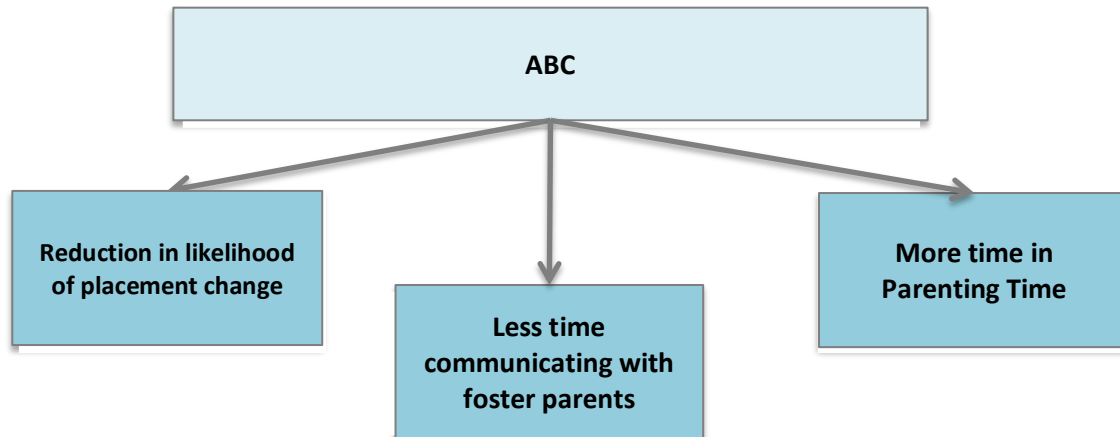 ABC
Reduction in likelihood
of placement change
Less time
communicating with
foster parents
More time in
Parenting Time